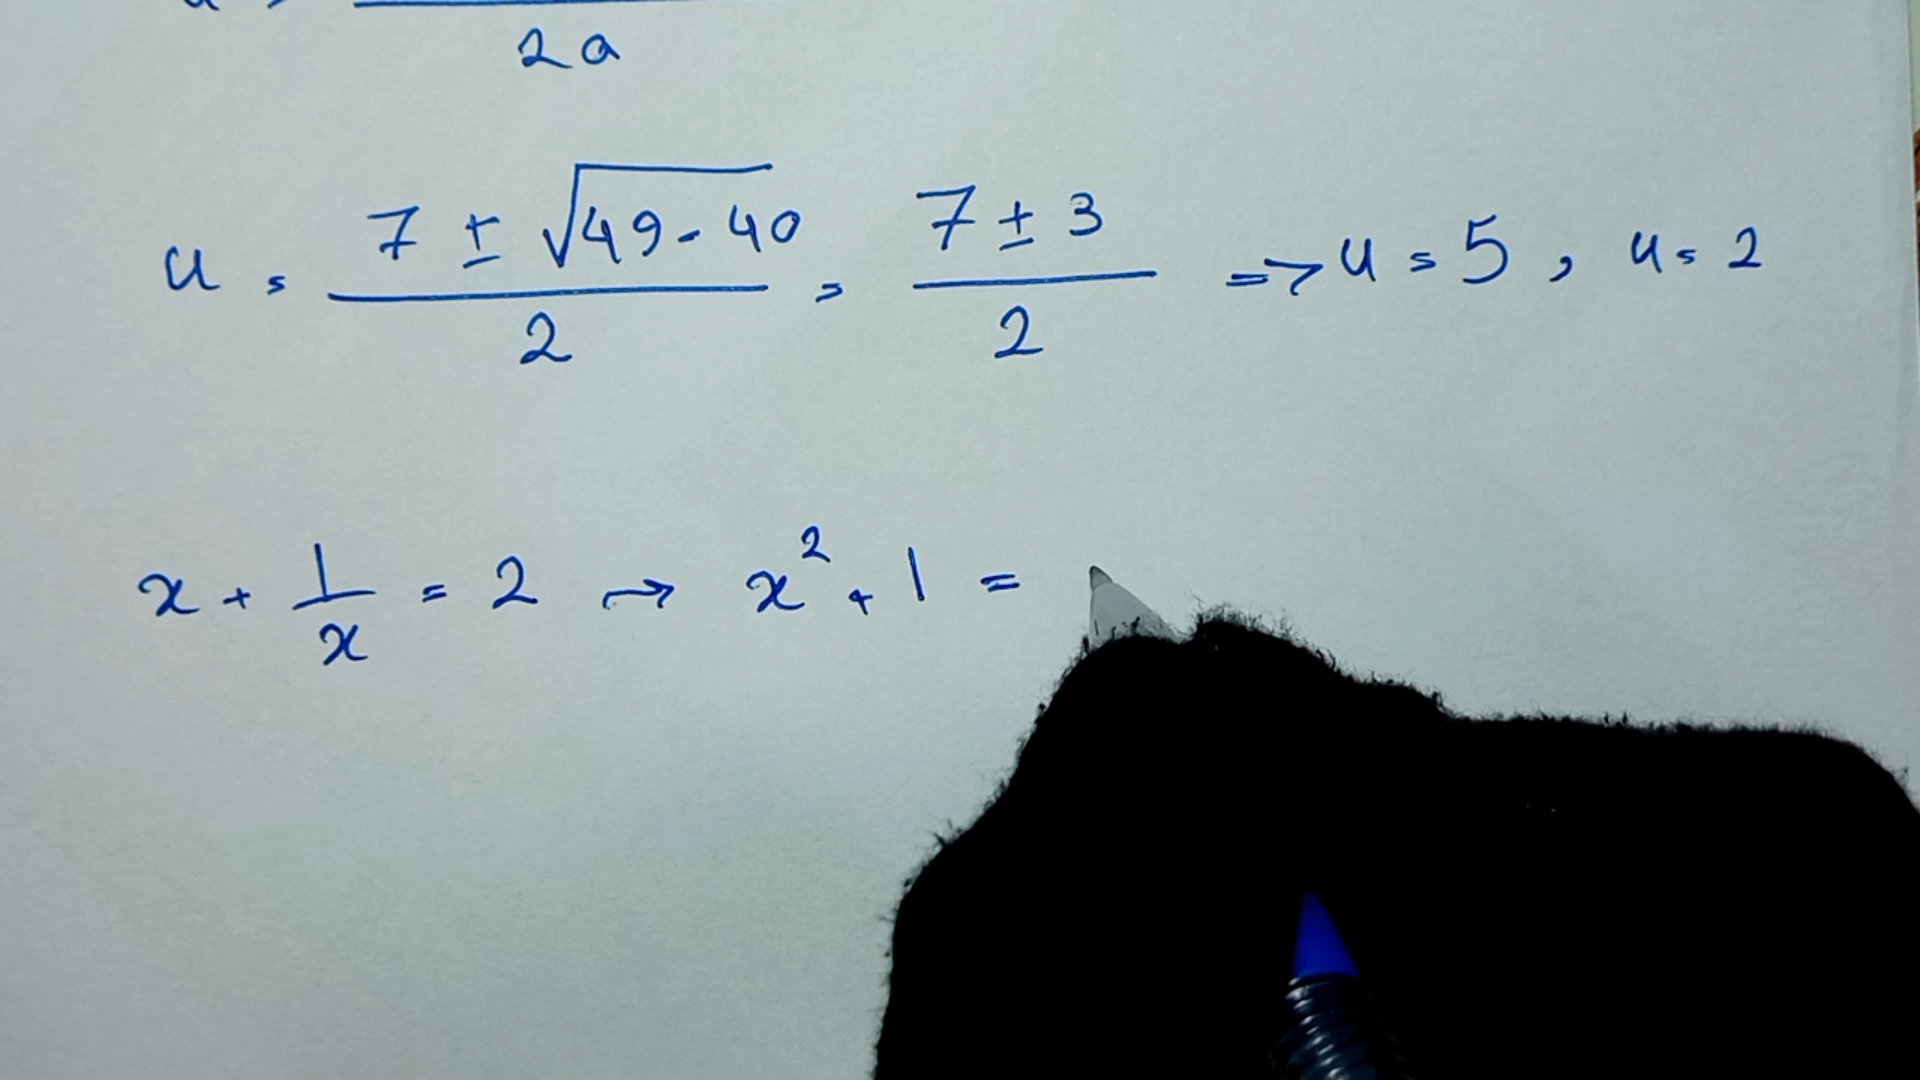 2a
u = 7 ± √49 - 40 / 2 = 7 ± 3 / 2 => u = 5 , u = 2
x + 1/x = 2 → x² + 1 =